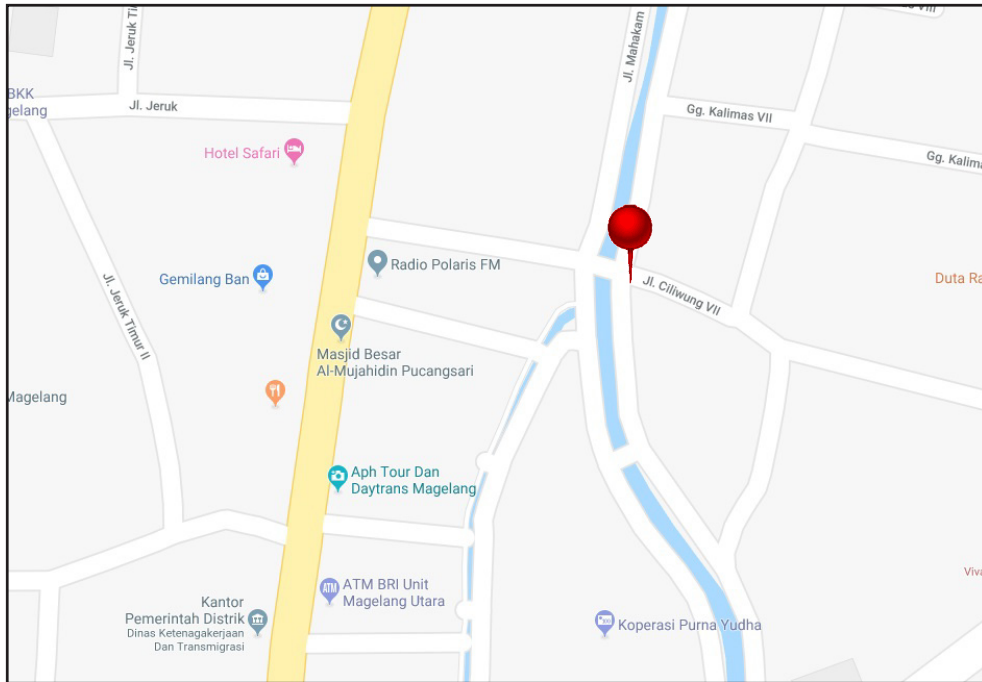 Jl. Jeruk Ti
Jl. Mahakam
BKK
gelang
Jl. Jeruk
Gg. Kalimas VII
Hotel Safari
Gg. Kalima
Radio Polaris FM
Gemilang Ban
Jl. Ciliwung VII
Duta Ra
Jl. Jeruk Timur II
Masjid Besar
Al-Mujahidin Pucangsari
Magelang
Aph Tour Dan
Daytrans Magelang
ATM
ATM BRI Unit
Magelang Utara
Viva
Kantor
Pemerintah Distrik
Dinas Ketenagakerjaan
Dan Transmigrasi
Koperasi Purna Yudha